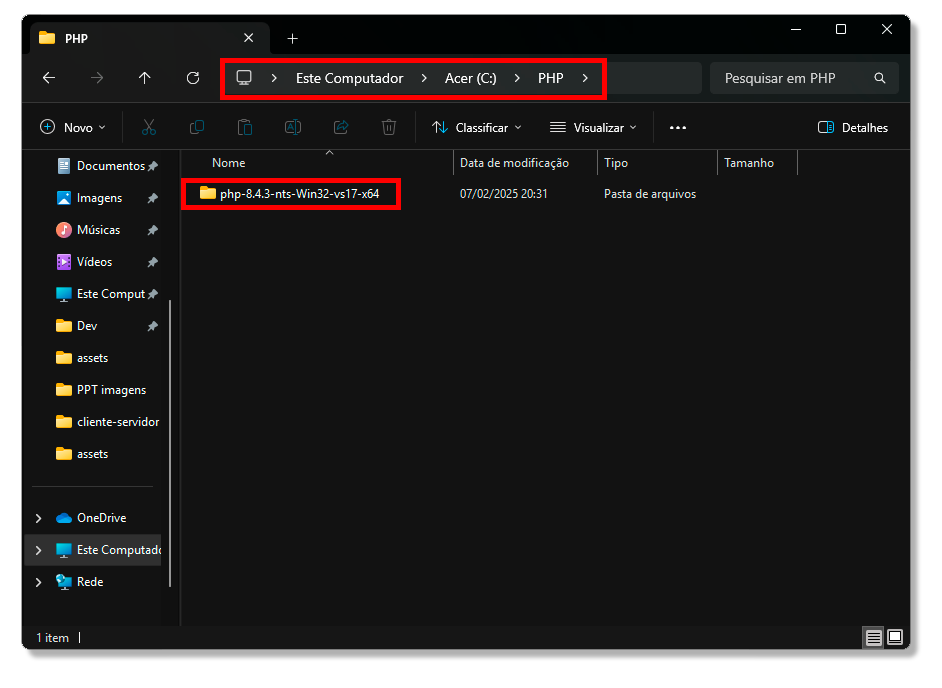 PHP
Este Computador
Acer (C:)
PHP
Pesquisar em PHP
Novo
Classificar
Visualizar
Detalhes
Nome
Data de modificação
Tipo
Tamanho
php-8.4.3-nts-Win32-vs17-x64
07/02/2025 20:31
Pasta de arquivos
Documentos
Imagens
Músicas
Vídeos
Este Comput
Dev
assets
PPT imagens
cliente-servidor
assets
OneDrive
Este Computado
Rede
1 item